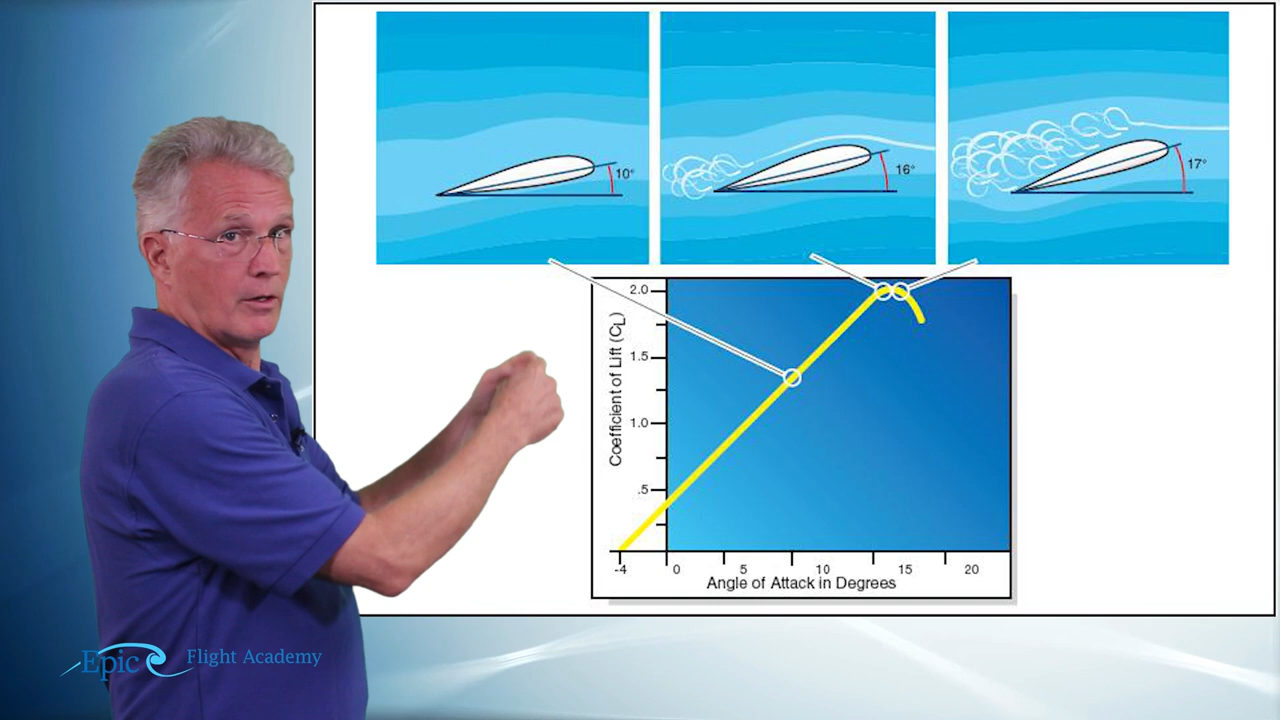 10°
16°
17°
2.0
1.5
1.0
.5
Coefficient of Lift (CL)
-4 0 5 10 15 20
Angle of Attack in Degrees
Epic Flight Academy